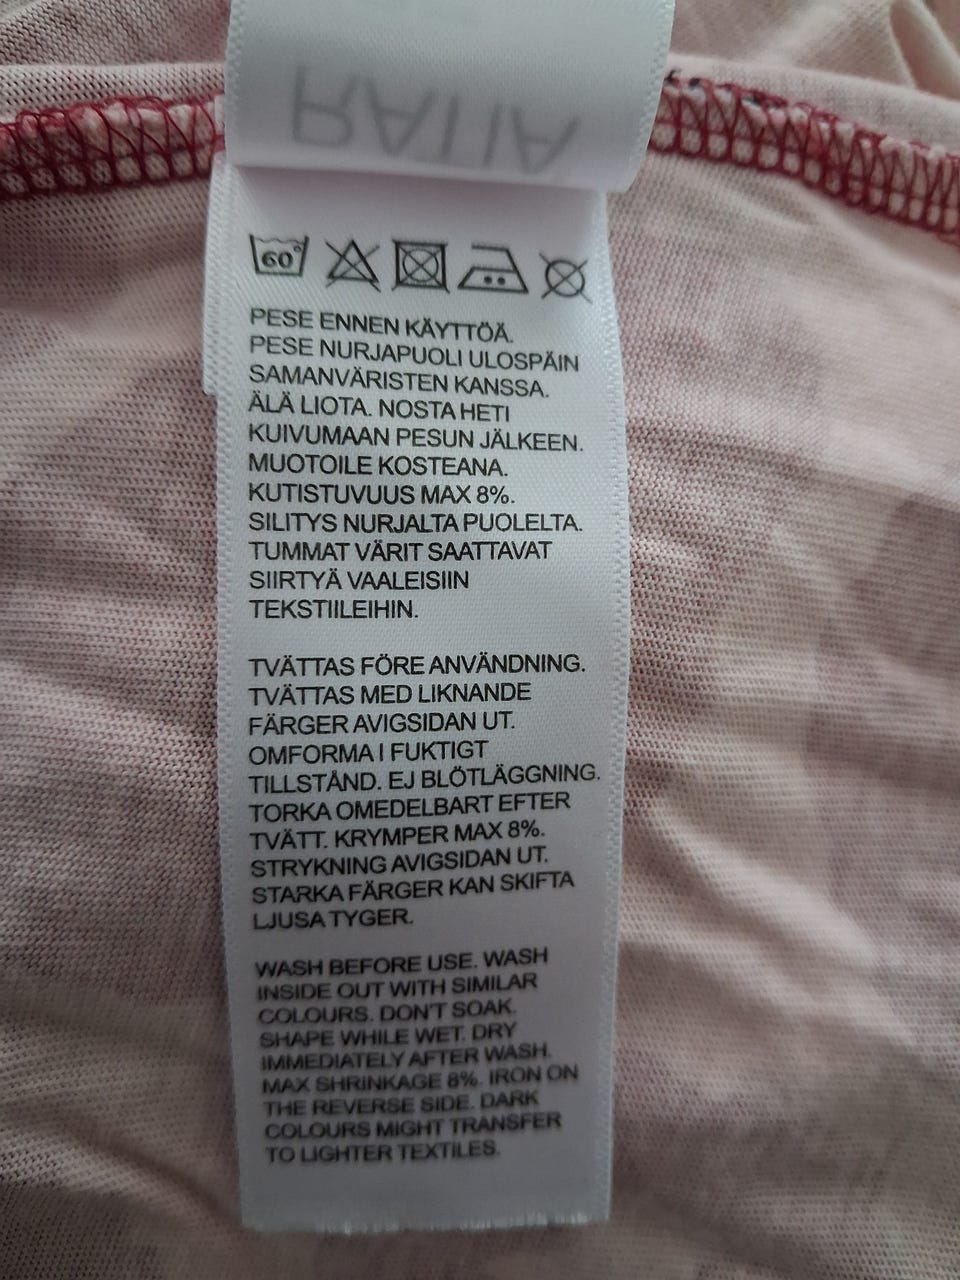 60°
PESE ENNEN KÄYTTÖÄ.
PESE NURJAPUOLI ULOSPÄIN
SAMANVÄRISTEN KANSSA.
ÄLÄ LIOTA. NOSTA HETI
KUIVUMAAN PESUN JÄLKEEN.
MUOTOILE KOSTEANA.
KUTISTUVUUS MAX 8%.
SILITYS NURJALTA PUOLELTA.
TUMMAT VÄRIT SAATTAVAT
SIIRTYÄ VAALEISIIN
TEKSTIILEIHIN.
TVÄTTAS FÖRE ANVÄNDNING.
TVÄTTAS MED LIKNANDE
FÄRGER AVIGSIDAN UT.
OMFORMA I FUKTIGT
TILLSTÅND. EJ BLÖTLÄGGNING.
TORKA OMEDELBART EFTER
TVÄTT. KRYMPER MAX 8%.
STRYKNING AVIGSIDAN UT.
STARKA FÄRGER KAN SKIFTA
LJUSA TYGER.
WASH BEFORE USE. WASH
INSIDE OUT WITH SIMILAR
COLOURS. DON'T SOAK.
SHAPE WHILE WET. DRY
IMMEDIATELY AFTER WASH.
MAX SHRINKAGE 8%. IRON ON
THE REVERSE SIDE. DARK
COLOURS MIGHT TRANSFER
TO LIGHTER TEXTILES.